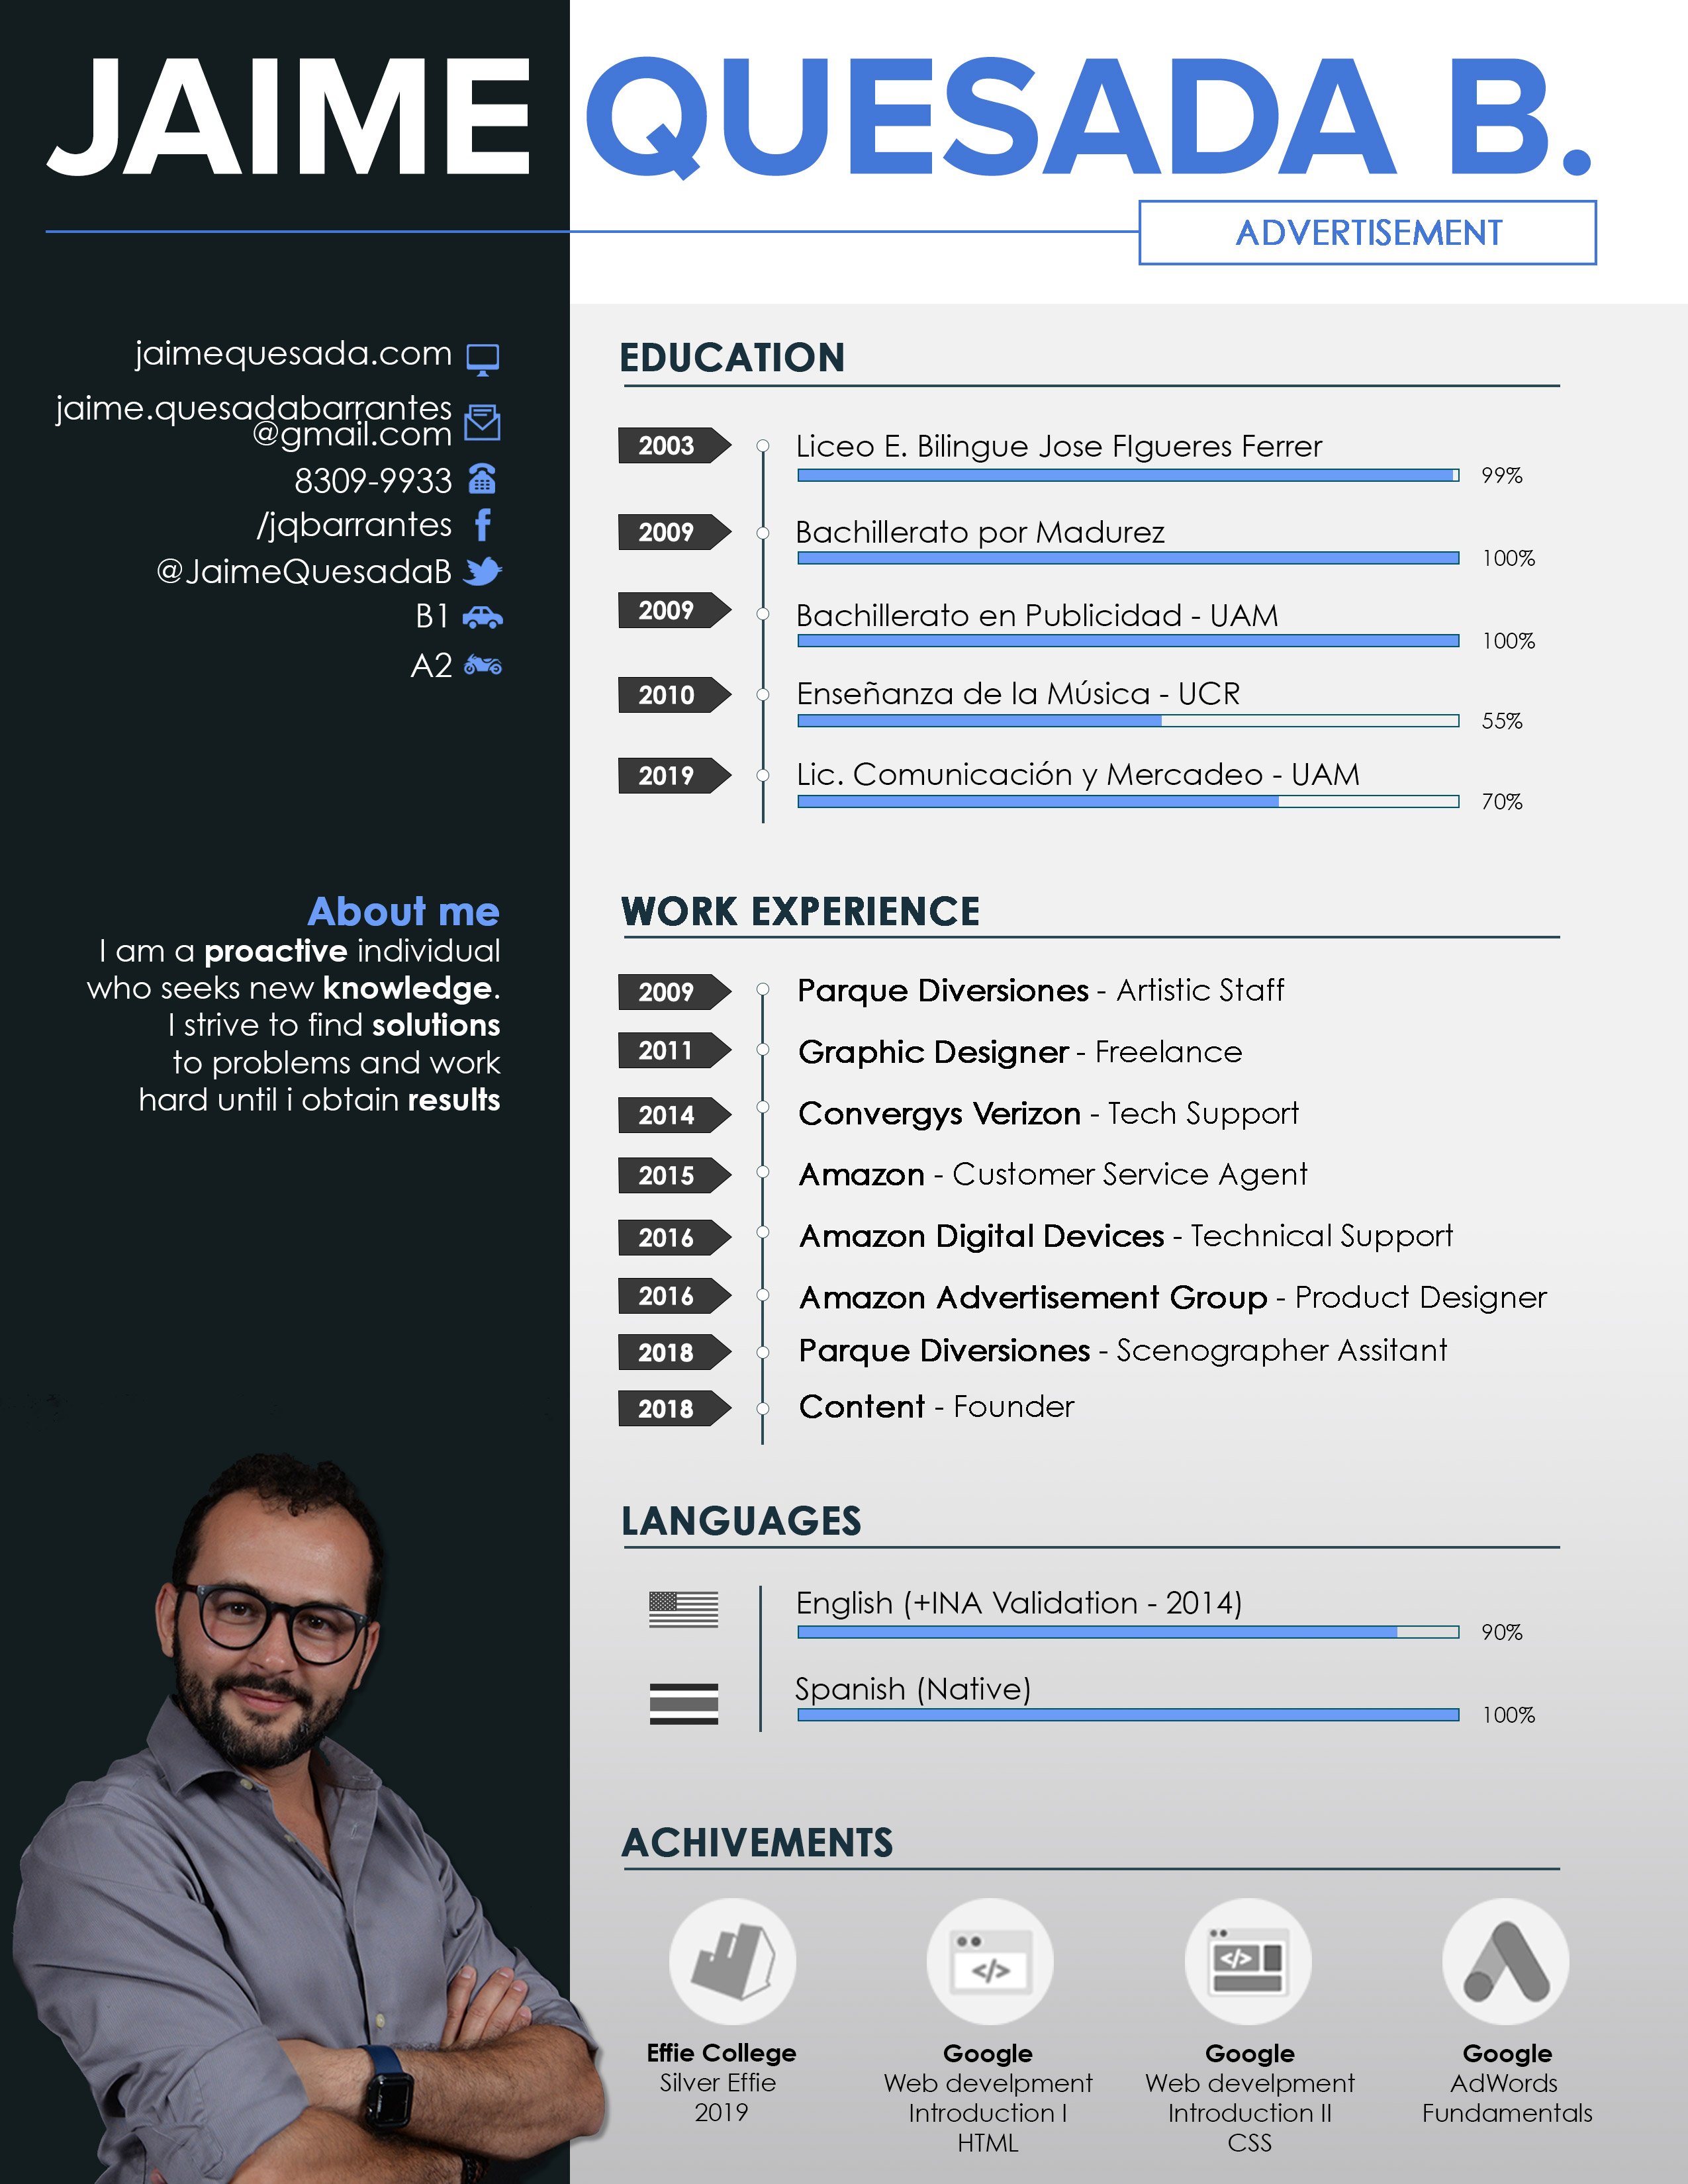 JAIME QUESADA B.
ADVERTISEMENT
jaimequesada.com
jaime.quesadabarrantes
@gmail.com
8309-9933
/jqbarrantes
@JaimeQuesadaB
B1
A2
About me
I am a proactive individual
who seeks new knowledge.
I strive to find solutions
to problems and work
hard until i obtain results
EDUCATION
2003 Liceo E. Bilingue Jose FIgueres Ferrer
99%
2009 Bachillerato por Madurez
100%
2009 Bachillerato en Publicidad - UAM
100%
2010 Enseñanza de la Música - UCR
55%
2019 Lic. Comunicación y Mercadeo - UAM
70%
WORK EXPERIENCE
2009 Parque Diversiones - Artistic Staff
2011 Graphic Designer - Freelance
2014 Convergys Verizon - Tech Support
2015 Amazon - Customer Service Agent
2016 Amazon Digital Devices - Technical Support
2016 Amazon Advertisement Group - Product Designer
2018 Parque Diversiones - Scenographer Assitant
2018 Content - Founder
LANGUAGES
English (+INA Validation - 2014)
90%
Spanish (Native)
100%
ACHIVEMENTS
</>
</>
Effie College
Silver Effie
2019
Google
Web develpment
Introduction I
HTML
Google
Web develpment
Introduction II
CSS
Google
AdWords
Fundamentals